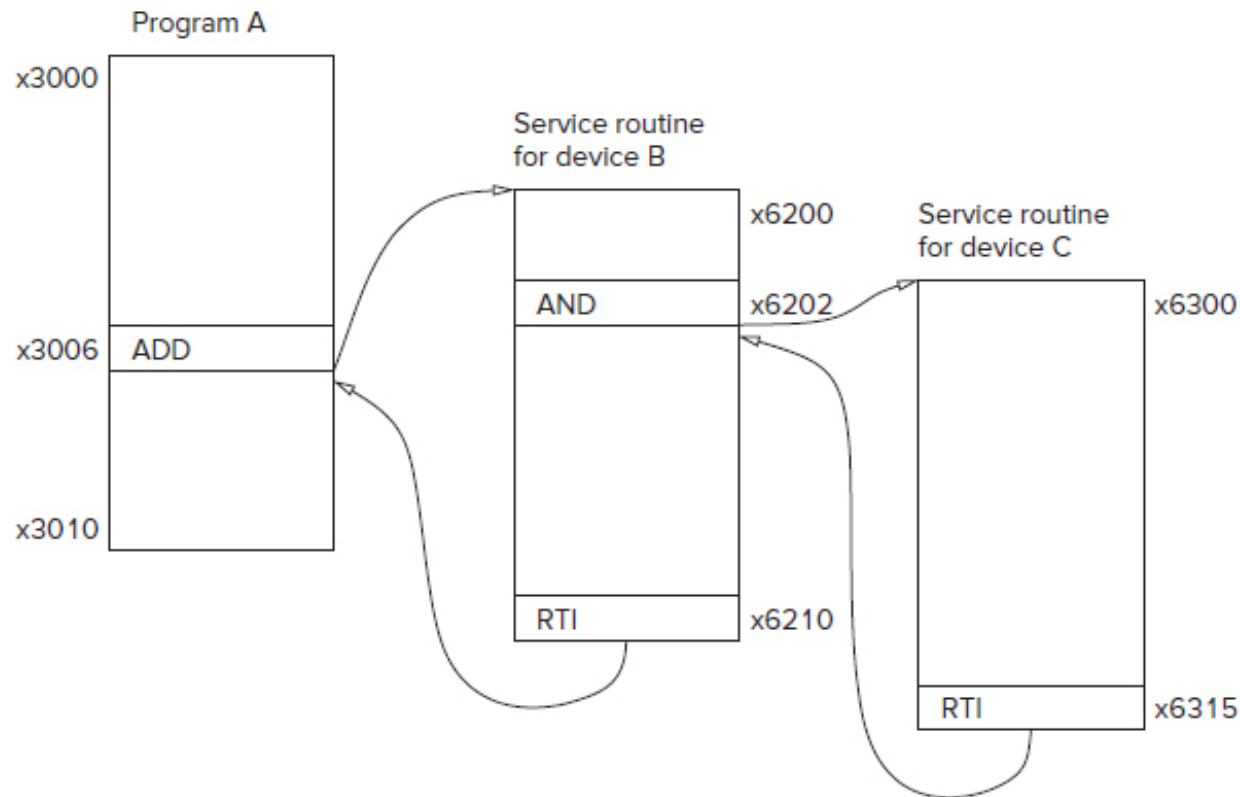 Program A
x3000
Service routine
for device B
x6200
Service routine
for device C
AND
x6202
x6300
x3006
ADD
x3010
RTI
x6210
RTI
x6315